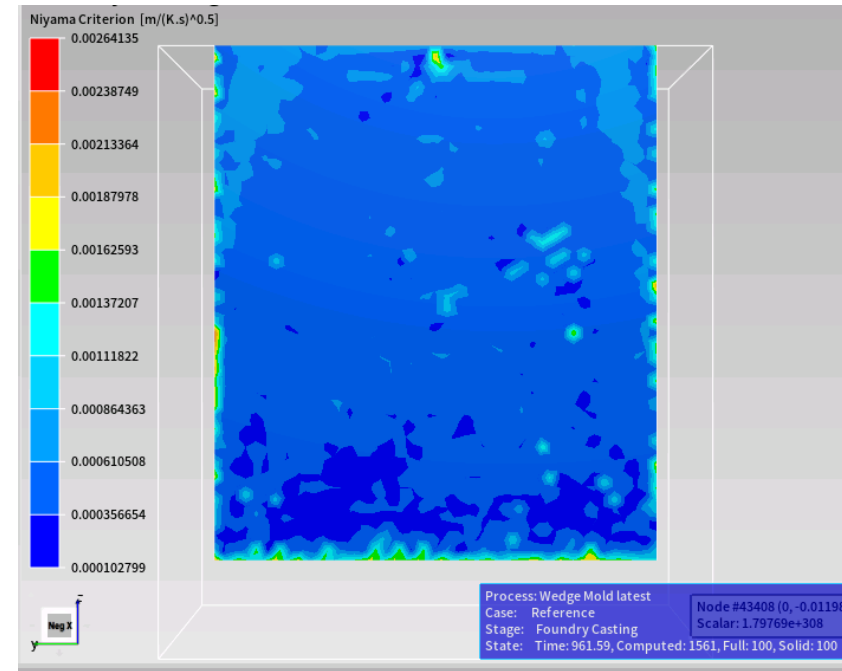 Niyama Criterion [m/(K.s)^0.5]
0.00264135
0.00238749
0.00213364
0.00187978
0.00162593
0.00137207
0.00111822
0.000864363
0.000610508
0.000356654
0.000102799
Neg X
y
Process: Wedge Mold latest
Case: Reference
Stage: Foundry Casting
State: Time: 961.59, Computed: 1561, Full: 100, Solid: 100
Node #43408 (0, -0.01198
Scalar: 1.79769e+308